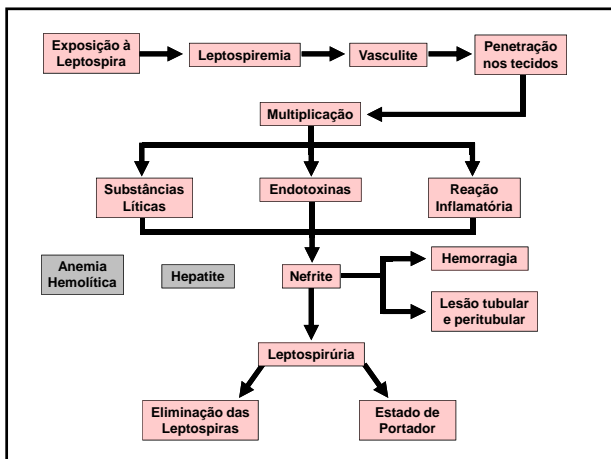 Exposição à
Leptospira
Leptospiremia
Vasculite
Penetração
nos tecidos
Multiplicação
Substâncias
Líticas
Endotoxinas
Reação
Inflamatória
Anemia
Hemolítica
Hepatite
Nefrite
Hemorragia
Lesão tubular
e peritubular
Leptospirúria
Eliminação das
Leptospiras
Estado de
Portador